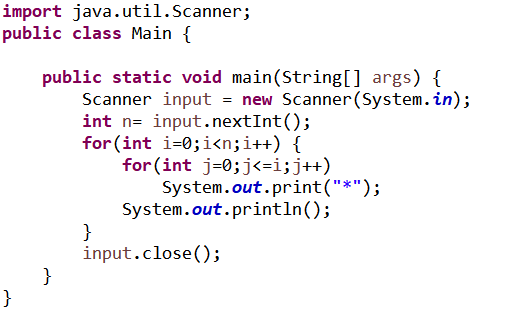 import java.util.Scanner;
public class Main {

    public static void main(String[] args) {
        Scanner input = new Scanner(System.in);
        int n= input.nextInt();
        for(int i=0;i<n;i++) {
            for(int j=0;j<=i;j++)
                System.out.print("*");
            System.out.println();
        }
        input.close();
    }
}